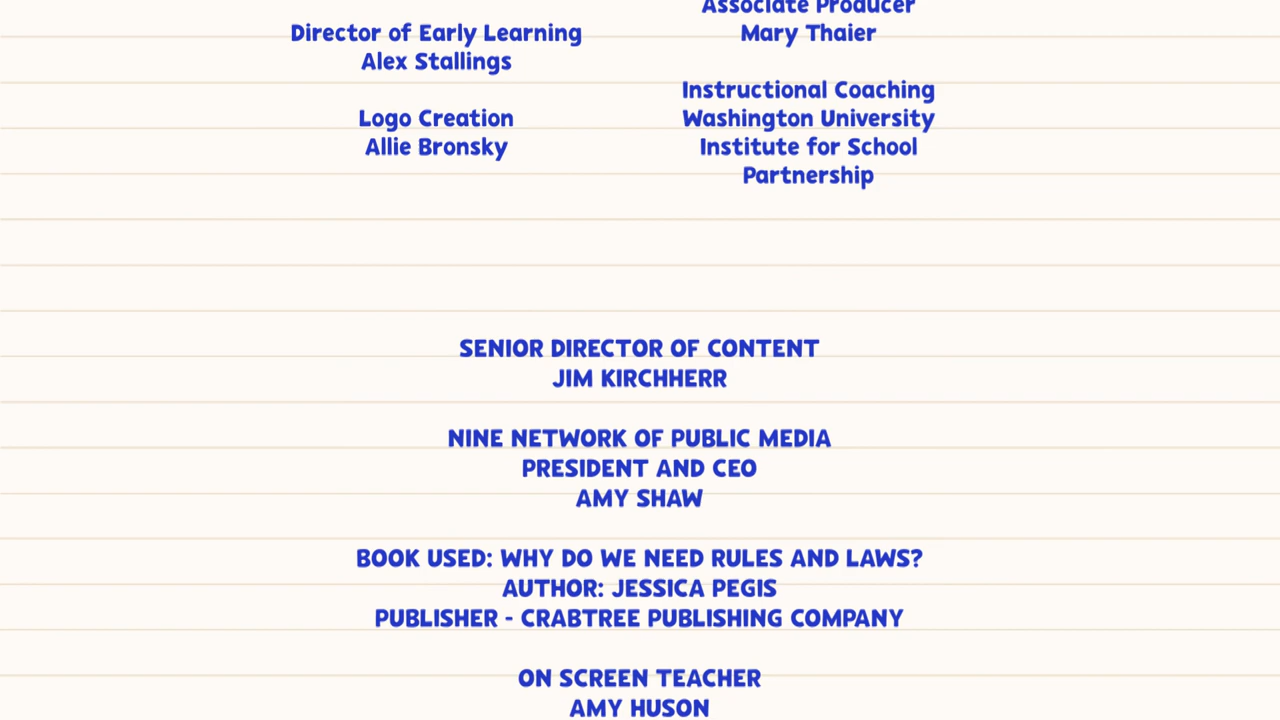 Associate Producer
Mary Thaier
Director of Early Learning
Alex Stallings
Logo Creation
Allie Bronsky
Instructional Coaching
Washington University
Institute for School
Partnership
SENIOR DIRECTOR OF CONTENT
JIM KIRCHHERR
NINE NETWORK OF PUBLIC MEDIA
PRESIDENT AND CEO
AMY SHAW
BOOK USED: WHY DO WE NEED RULES AND LAWS?
AUTHOR: JESSICA PEGIS
PUBLISHER - CRABTREE PUBLISHING COMPANY
ON SCREEN TEACHER
AMY HUSON